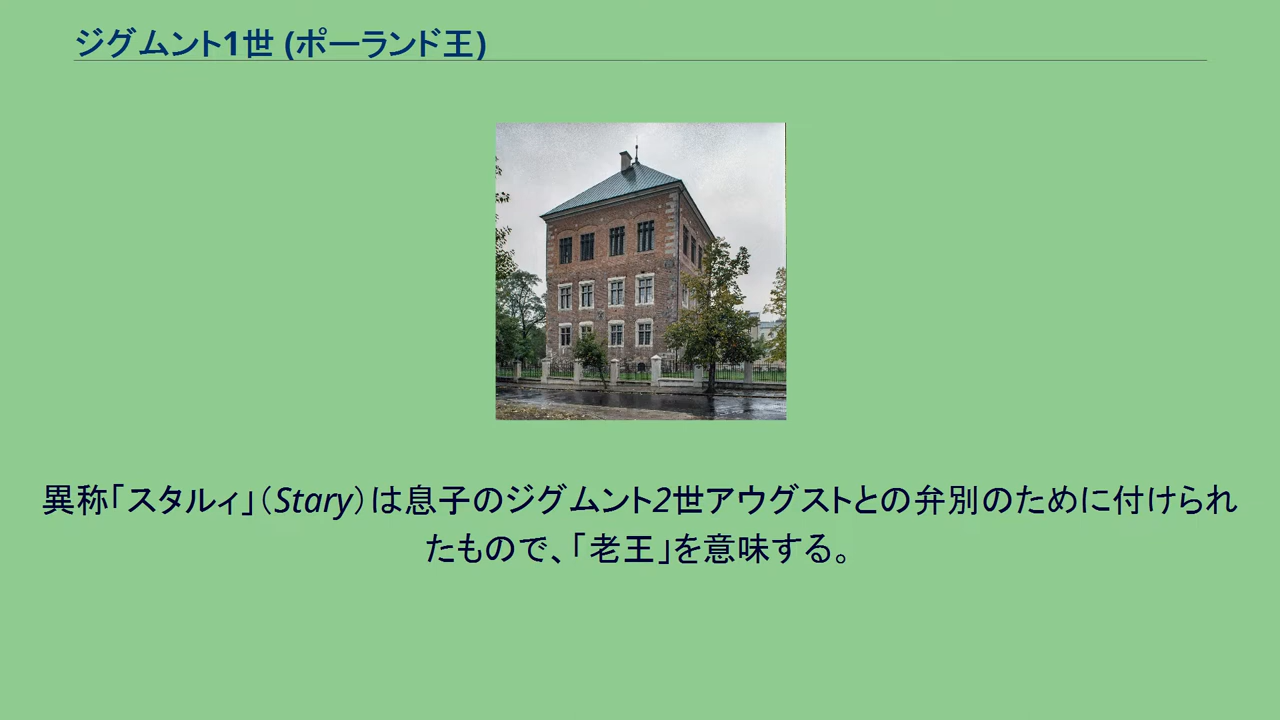 ジグムント1世 (ポーランド王)
異称「スタルィ」（Stary）は息子のジグムント2世アウグストとの弁別のために付けられ
たもので、「老王」を意味する。